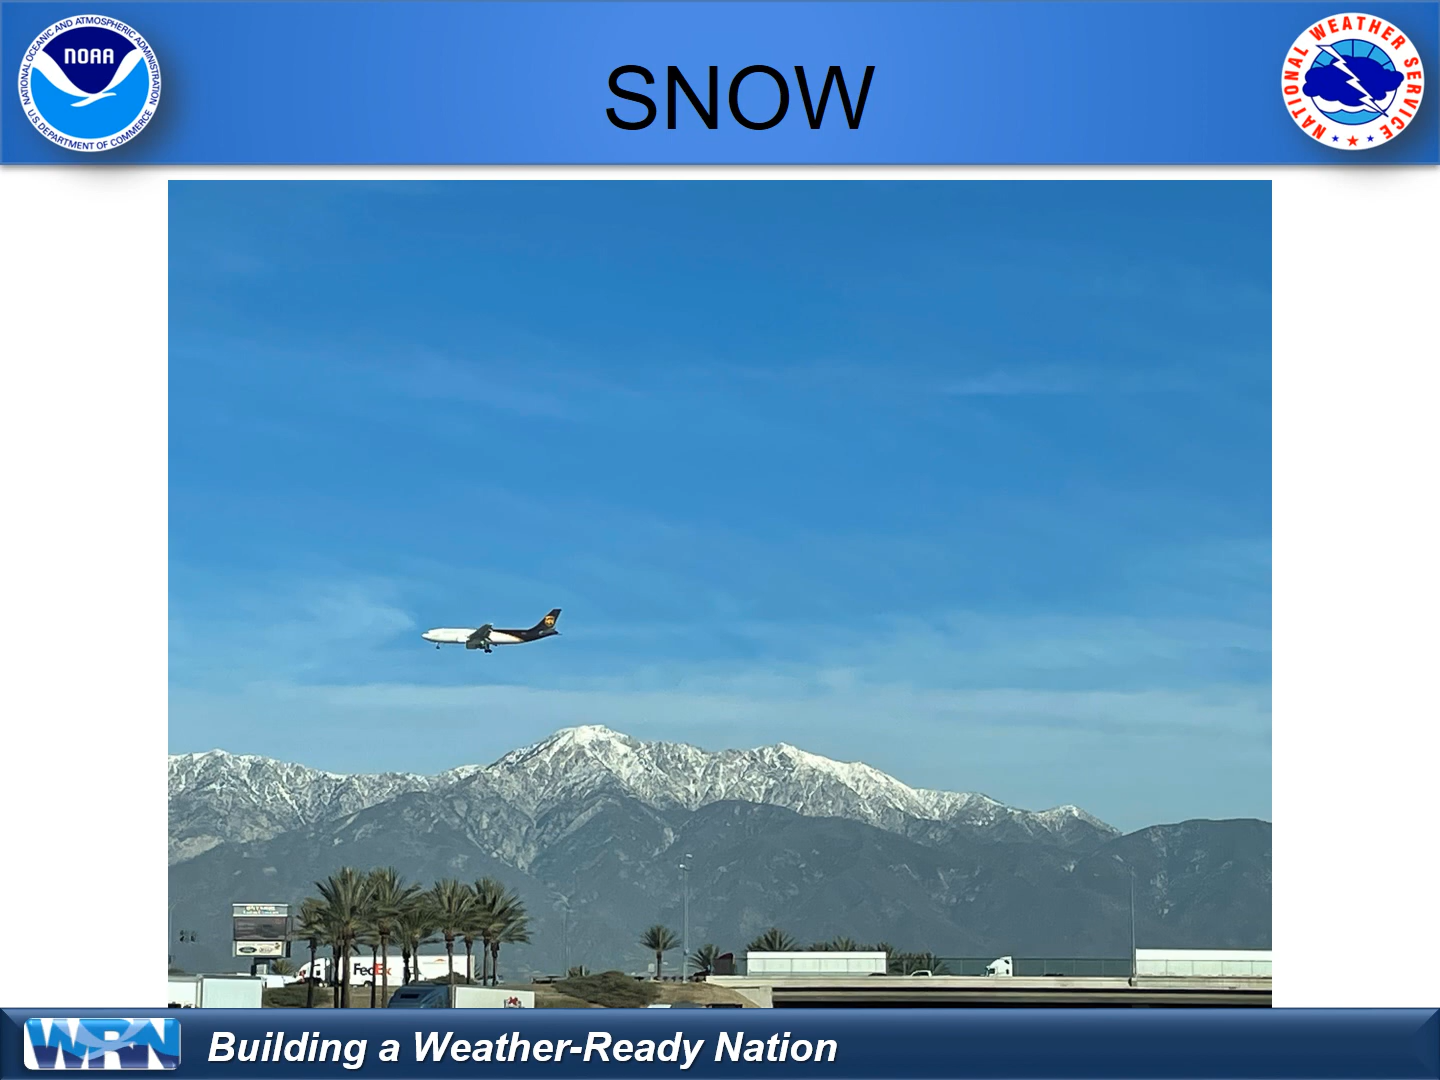 NATIONAL OCEANIC AND ATMOSPHERIC ADMINISTRATION
NOAA
U.S. DEPARTMENT OF COMMERCE
SNOW
NATIONAL WEATHER SERVICE
FedEx
WRN
Building a Weather-Ready Nation